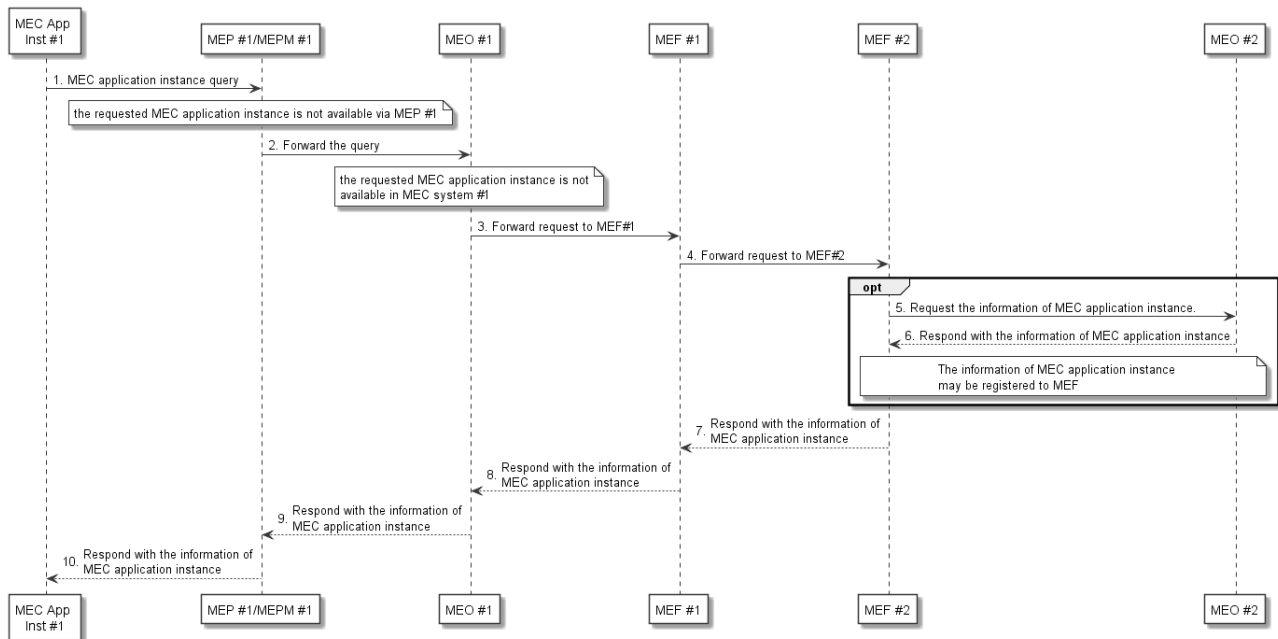 MEC App
Inst #1
MEP #1/MEPM #1
MEO #1
MEF #1
MEF #2
MEO #2
1. MEC application instance query
the requested MEC application instance is not available via MEP #1
2. Forward the query
the requested MEC application instance is not
available in MEC system #1
3. Forward request to MEF#1
4. Forward request to MEF#2
opt
5. Request the information of MEC application instance.
6. Respond with the information of MEC application instance
The information of MEC application instance
may be registered to MEF
7. Respond with the information of
MEC application instance
8. Respond with the information of
MEC application instance
9. Respond with the information of
MEC application instance
10. Respond with the information of
MEC application instance
MEC App
Inst #1
MEP #1/MEPM #1
MEO #1
MEF #1
MEF #2
MEO #2